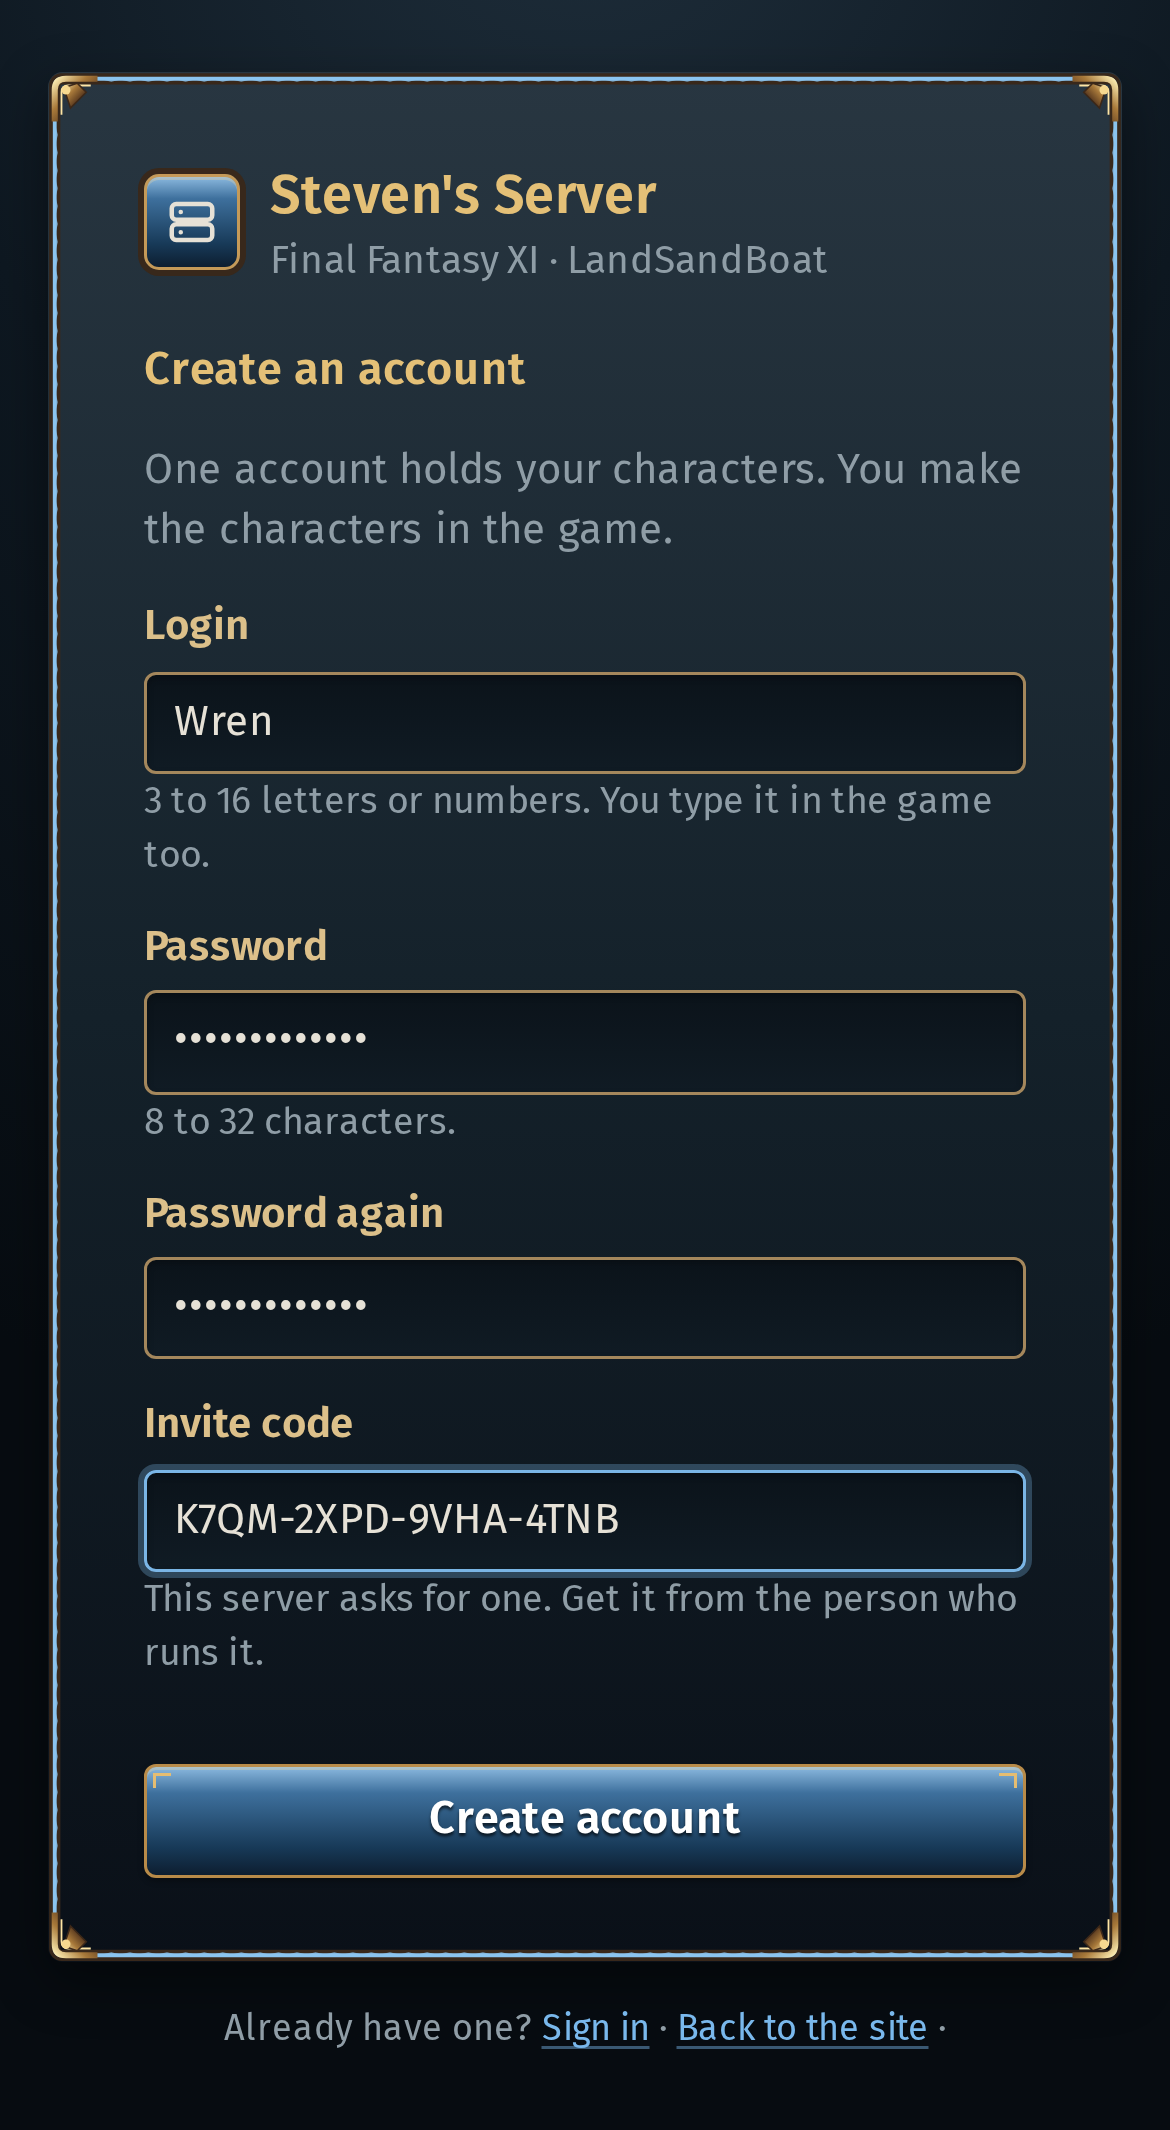 Steven's Server
Final Fantasy XI · LandSandBoat
Create an account
One account holds your characters. You make
the characters in the game.
Login
Wren
3 to 16 letters or numbers. You type it in the game
too.
Password
•••••••••••••
8 to 32 characters.
Password again
•••••••••••••
Invite code
K7QM-2XPD-9VHA-4TNB
This server asks for one. Get it from the person who
runs it.
Create account
Already have one? Sign in · Back to the site ·